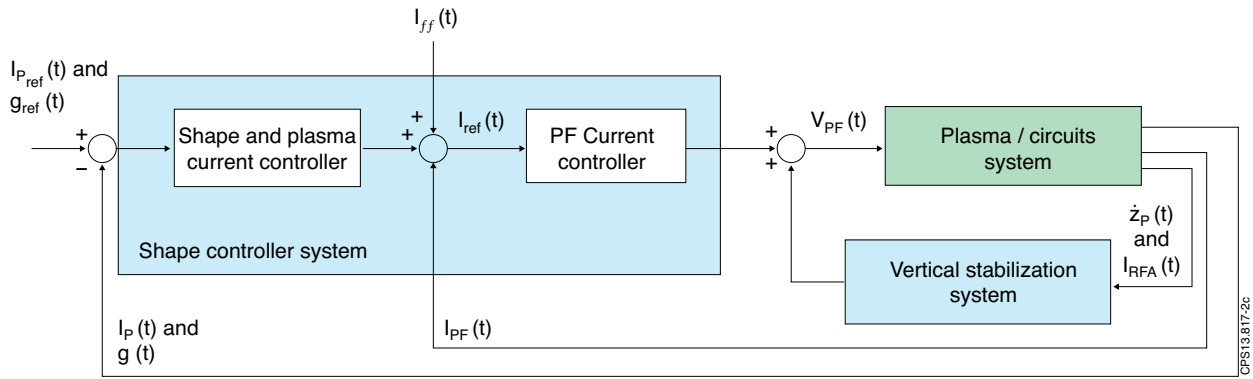 I_ff (t)
I_Pref (t) and
g_ref (t)
+
−
Shape and plasma
current controller
+
+
I_ref (t)
PF Current
controller
+
+
V_PF (t)
Plasma / circuits
system
Shape controller system
Vertical stabilization
system
ż_P (t)
and
I_RFA (t)
I_P (t) and
g (t)
I_PF (t)
CPS13.817-2c